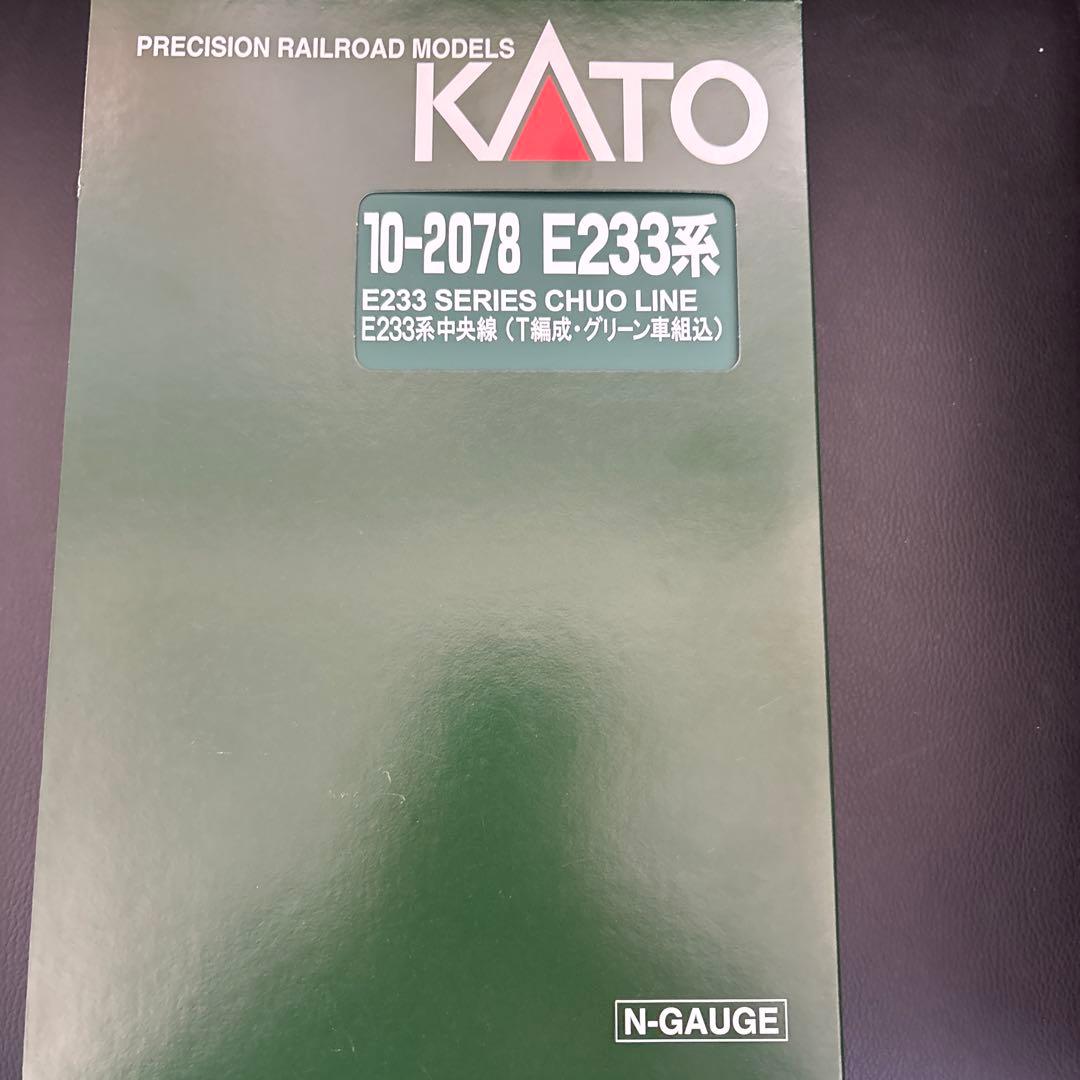 PRECISION RAILROAD MODELS
KATO
10-2078 E233系
E233 SERIES CHUO LINE
E233系中央線（T編成・グリーン車組込）
N-GAUGE